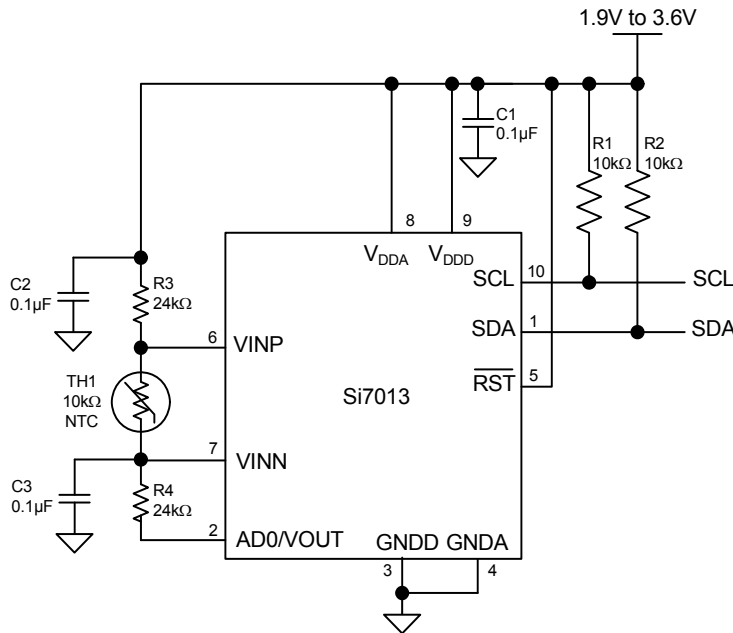 1.9V to 3.6V
C1
0.1µF
R1
10kΩ
R2
10kΩ
8
9
VDDA
VDDD
C2
0.1µF
R3
24kΩ
SCL
10
SCL
SDA
1
SDA
6
VINP
RST
5
TH1
10kΩ
NTC
Si7013
7
VINN
C3
0.1µF
R4
24kΩ
2
AD0/VOUT
GNDD
GNDA
3
4